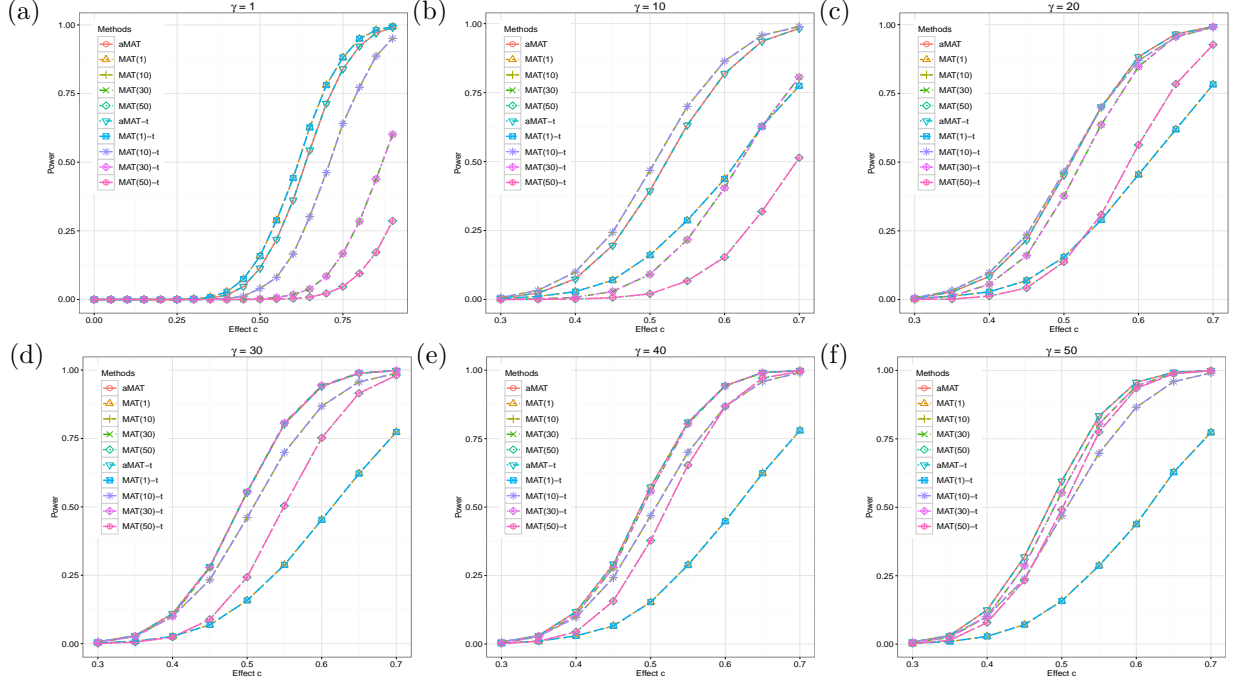 (a)
γ = 1
Methods
aMAT
MAT(1)
MAT(10)
MAT(30)
MAT(50)
aMAT−t
MAT(1)−t
MAT(10)−t
MAT(30)−t
MAT(50)−t
Power
1.00
0.75
0.50
0.25
0.00
0.00 0.25 0.50 0.75
Effect c
(b)
γ = 10
Methods
aMAT
MAT(1)
MAT(10)
MAT(30)
MAT(50)
aMAT−t
MAT(1)−t
MAT(10)−t
MAT(30)−t
MAT(50)−t
Power
1.00
0.75
0.50
0.25
0.00
0.3 0.4 0.5 0.6 0.7
Effect c
(c)
γ = 20
Methods
aMAT
MAT(1)
MAT(10)
MAT(30)
MAT(50)
aMAT−t
MAT(1)−t
MAT(10)−t
MAT(30)−t
MAT(50)−t
Power
1.00
0.75
0.50
0.25
0.00
0.3 0.4 0.5 0.6 0.7
Effect c
(d)
γ = 30
Methods
aMAT
MAT(1)
MAT(10)
MAT(30)
MAT(50)
aMAT−t
MAT(1)−t
MAT(10)−t
MAT(30)−t
MAT(50)−t
Power
1.00
0.75
0.50
0.25
0.00
0.3 0.4 0.5 0.6 0.7
Effect c
(e)
γ = 40
Methods
aMAT
MAT(1)
MAT(10)
MAT(30)
MAT(50)
aMAT−t
MAT(1)−t
MAT(10)−t
MAT(30)−t
MAT(50)−t
Power
1.00
0.75
0.50
0.25
0.00
0.3 0.4 0.5 0.6 0.7
Effect c
(f)
γ = 50
Methods
aMAT
MAT(1)
MAT(10)
MAT(30)
MAT(50)
aMAT−t
MAT(1)−t
MAT(10)−t
MAT(30)−t
MAT(50)−t
Power
1.00
0.75
0.50
0.25
0.00
0.3 0.4 0.5 0.6 0.7
Effect c